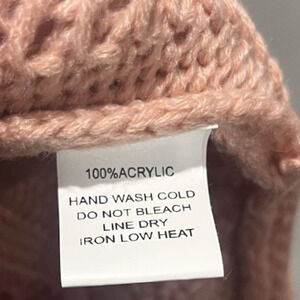 100%ACRYLIC
HAND WASH COLD
DO NOT BLEACH
LINE DRY
IRON LOW HEAT